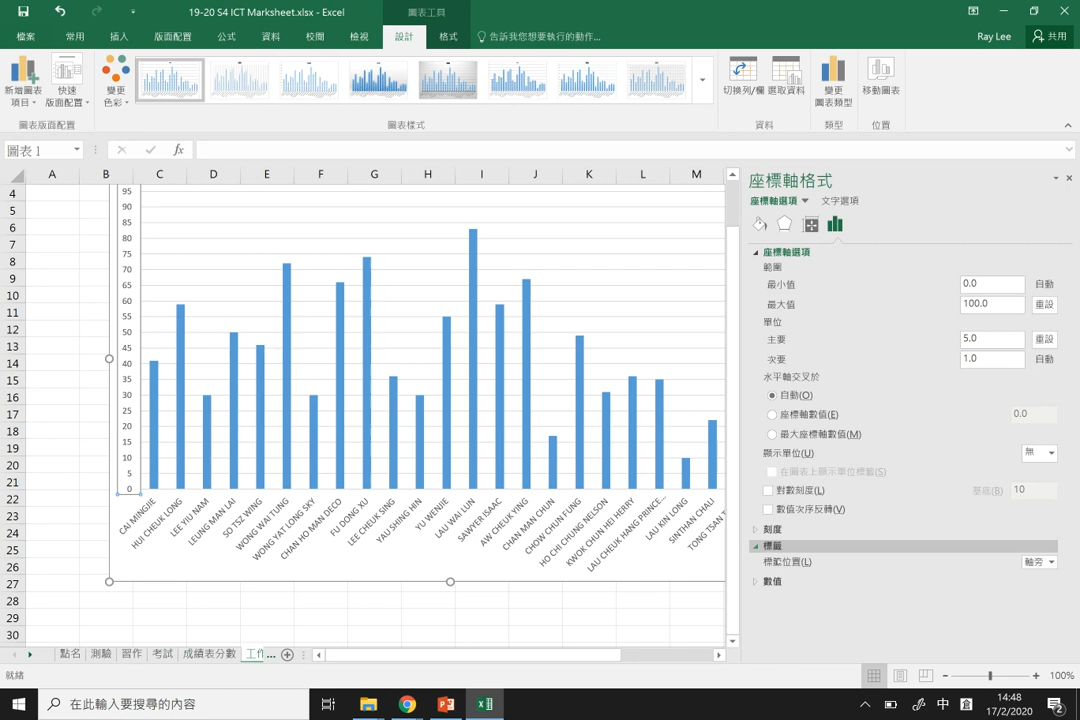 19-20 S4 ICT Marksheet.xlsx - Excel
圖表工具
檔案 常用 插入 版面配置 公式 資料 校閱 檢視 設計 格式 告訴我您想要執行的動作...
Ray Lee 共用
新增圖表項目 快速版面配置 變更色彩 切換列/欄 選取資料 變更圖表類型 移動圖表
圖表版面配置 圖表樣式 資料 類型 位置
圖表 1 fx
A B C D E F G H I J K L M
4
5
6
7
8
9
10
11
12
13
14
15
16
17
18
19
20
21
22
23
24
25
26
27
28
29
30
95
90
85
80
75
70
65
60
55
50
45
40
35
30
25
20
15
10
5
0
CAI MINGJIE
HUI CHEUK LONG
LEE YIU NAM
LEUNG MAN LAI
SO TSZ WING
WONG WAI TUNG
WONG YAT LONG SKY
CHAN HO MAN DECO
FU DONG XU
LEE CHEUK SING
YAU SHING HIN
YU WENJIE
LAU WAI LUN
SAWYER ISAAC
AW CHEUK YING
CHAN MAN CHUN
CHOW CHUN FUNG
HO CHI CHUNG NELSON
KWOK CHUN HEI HERRY
LAU CHEUK HANG PRINCE...
LAU KIN LONG
SINTHAN CHALI
TONG TSAN T
座標軸格式
座標軸選項 文字選項
座標軸選項
範圍
最小值 0.0 自動
最大值 100.0 重設
單位
主要 5.0 重設
次要 1.0 自動
水平軸交叉於
自動(O)
座標軸數值(E) 0.0
最大座標軸數值(M)
顯示單位(U) 無
在圖表上顯示單位標籤(S)
對數刻度(L) 基底(B) 10
數值次序反轉(V)
刻度
標籤
標籤位置(L) 軸旁
數值
點名 測驗 習作 考試 成績表分數 工作 ...
就緒
100%
在此輸入要搜尋的內容
中
14:48
17/2/2020
2